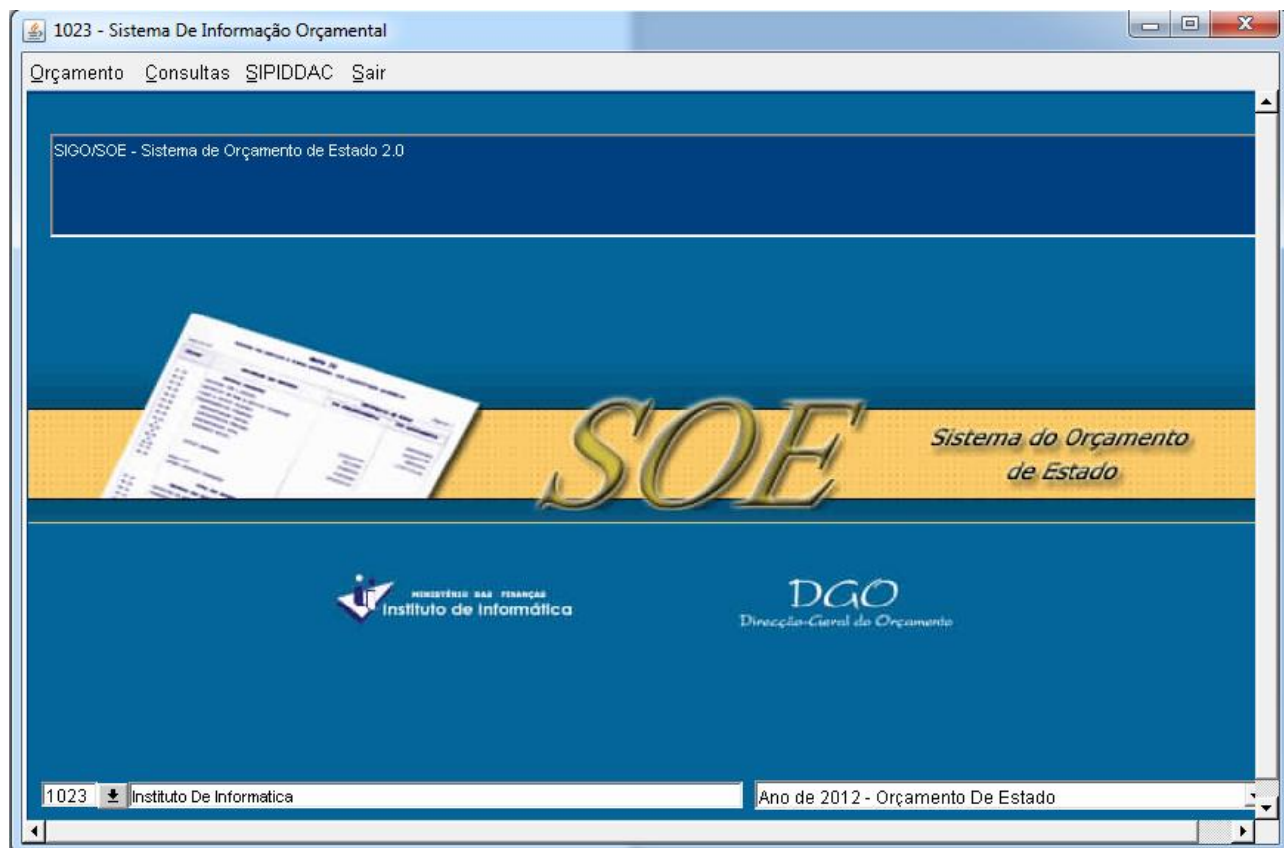 1023 - Sistema De Informação Orçamental
Orçamento Consultas SIPIDDAC Sair
SIGO/SOE - Sistema de Orçamento de Estado 2.0
SOE
Sistema do Orçamento
de Estado
MINISTÉRIO DAS FINANÇAS
Instituto de Informática
DGO
Direcção-Geral do Orçamento
1023 Instituto De Informatica
Ano de 2012 - Orçamento De Estado